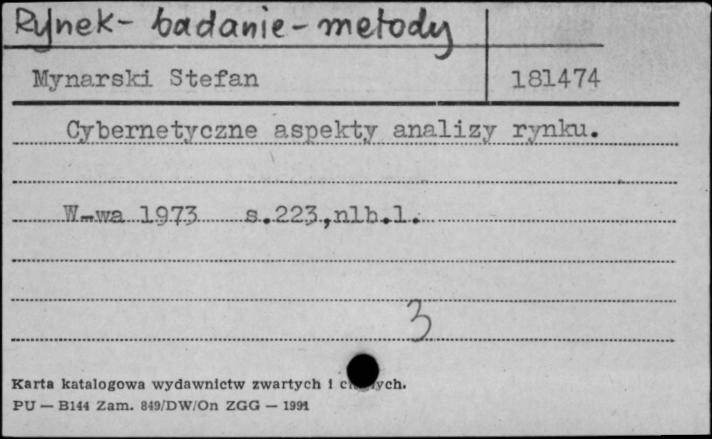 Rynek - badanie - metody
Mynarski Stefan 181474
Cybernetyczne aspekty analizy rynku.
W-wa 1973 s.223,nlb.1.
3
Karta katalogowa wydawnictw zwartych i
PU — B144 Zam. 849/DW/On ZGG — 1991